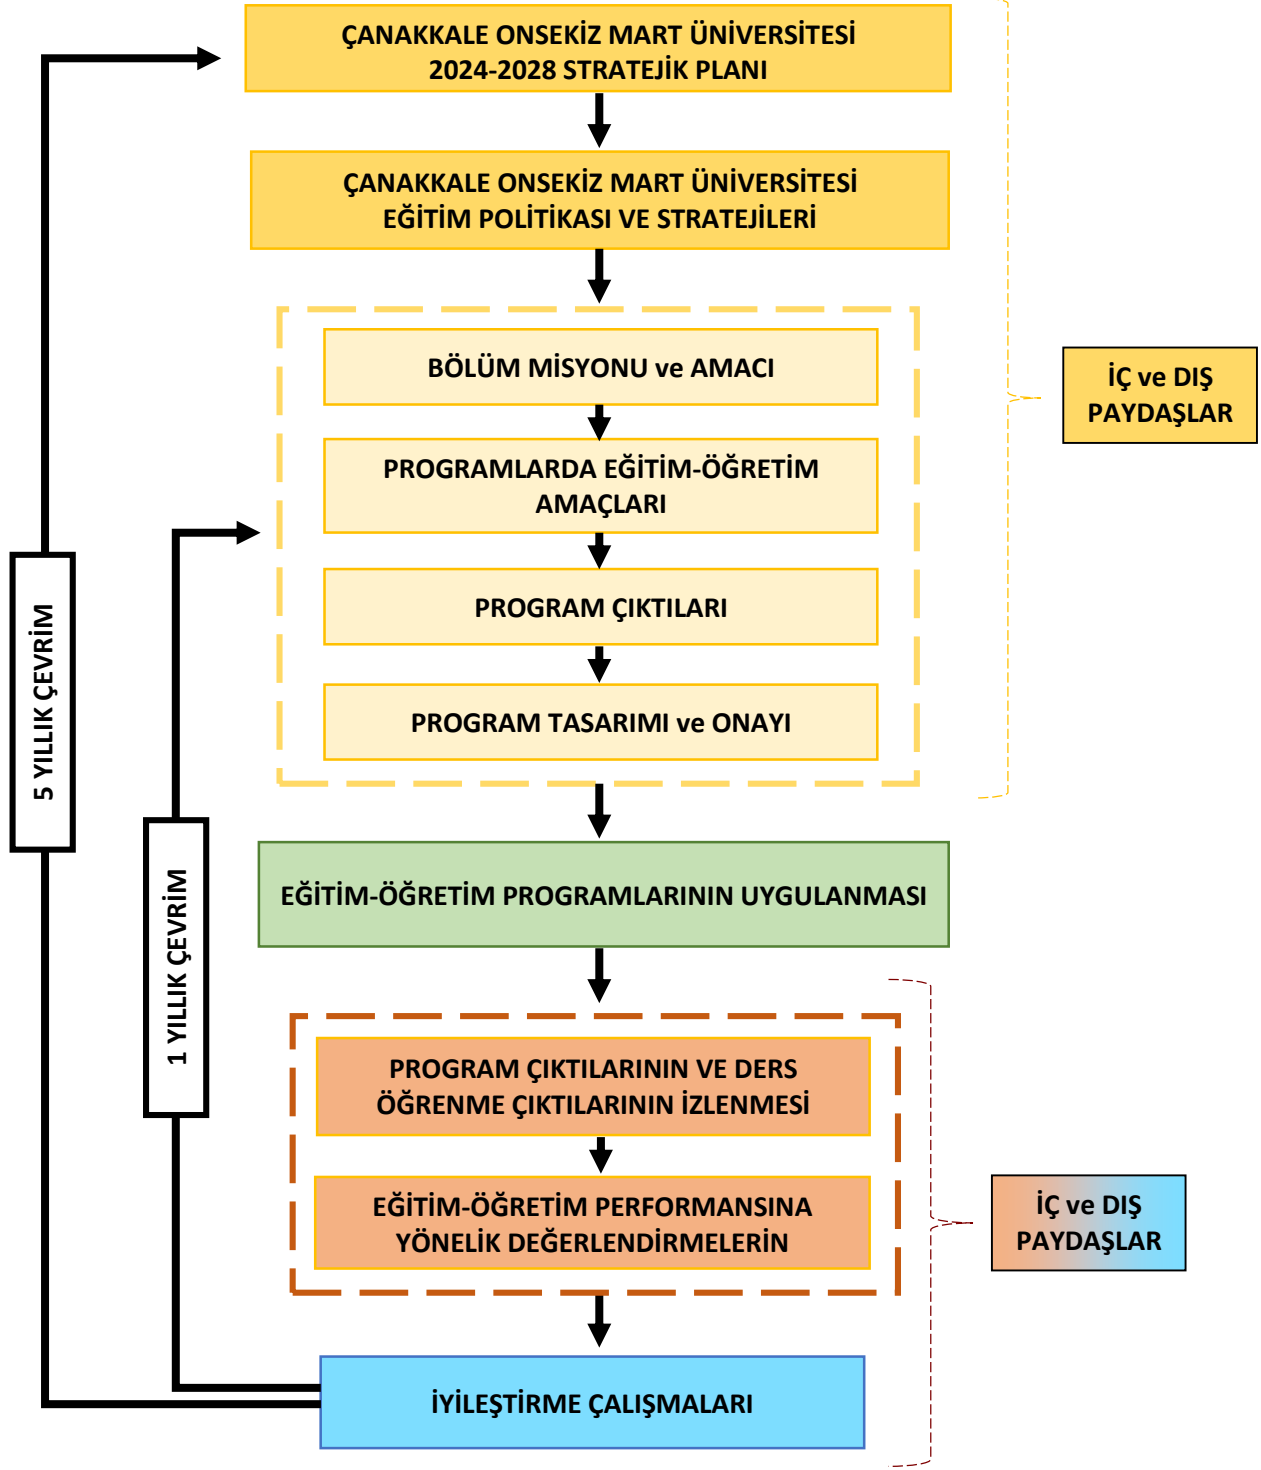 ÇANAKKALE ONSEKİZ MART ÜNİVERSİTESİ
2024-2028 STRATEJİK PLANI
ÇANAKKALE ONSEKİZ MART ÜNİVERSİTESİ
EĞİTİM POLİTİKASI VE STRATEJİLERİ
BÖLÜM MİSYONU ve AMACI
İÇ ve DIŞ
PAYDAŞLAR
PROGRAMLARDA EĞİTİM-ÖĞRETİM
AMAÇLARI
PROGRAM ÇIKTILARI
PROGRAM TASARIMI ve ONAYI
5 YILLIK ÇEVRİM
1 YILLIK ÇEVRİM
EĞİTİM-ÖĞRETİM PROGRAMLARININ UYGULANMASI
PROGRAM ÇIKTILARININ VE DERS
ÖĞRENME ÇIKTILARININ İZLENMESİ
EĞİTİM-ÖĞRETİM PERFORMANSINA
YÖNELİK DEĞERLENDİRMELERİN
İÇ ve DIŞ
PAYDAŞLAR
İYİLEŞTİRME ÇALIŞMALARI